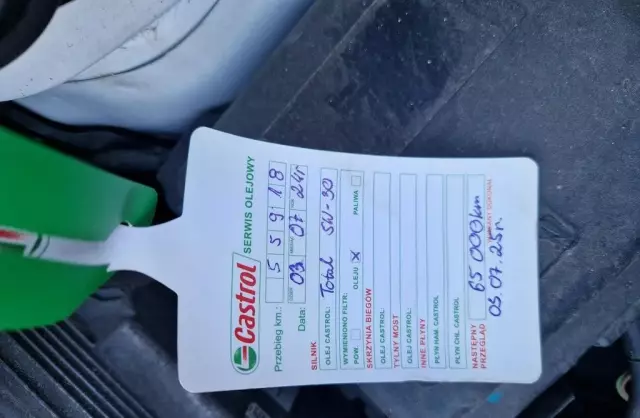 Castrol
SERWIS OLEJOWY
Przebieg km.: 55918
Data: 03 07 24r
SILNIK
OLEJ CASTROL: Total 5W-30
WYMIENIONO FILTR:
POW. OLEJU X PALIWA
SKRZYNIA BIEGÓW
OLEJ CASTROL:
TYLNY MOST
OLEJ CASTROL:
INNE PŁYNY
PŁYN HAM. CASTROL
PŁYN CHŁ. CASTROL
NASTĘPNY PRZEGLĄD 65 000km
03.07.25r.